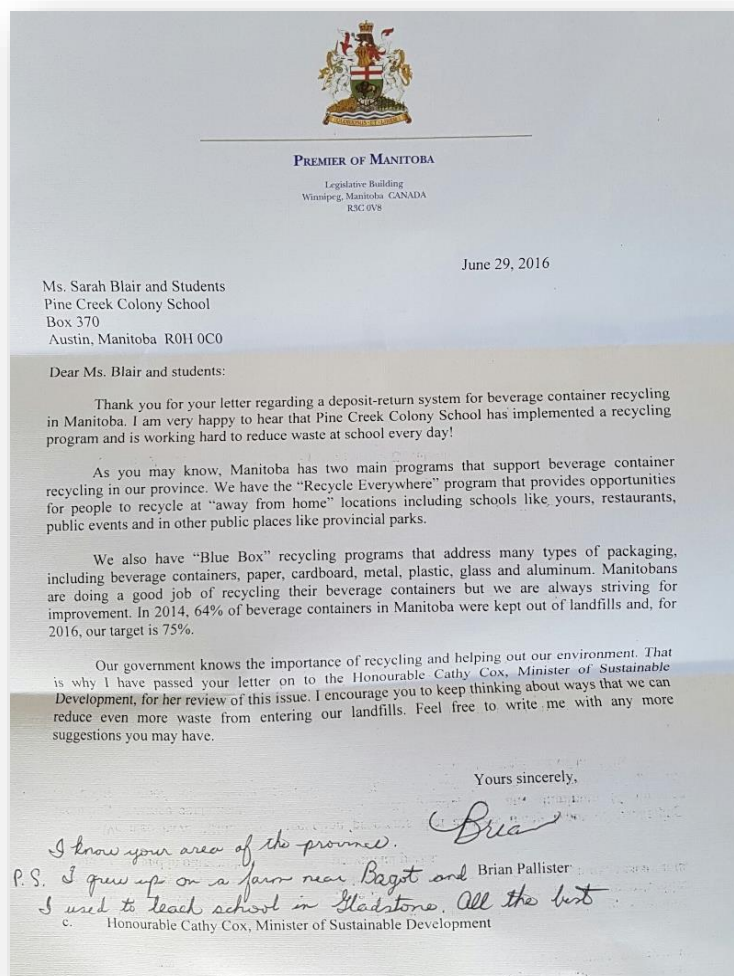 PREMIER OF MANITOBA
Legislative Building
Winnipeg, Manitoba CANADA
R3C 0V8
June 29, 2016
Ms. Sarah Blair and Students
Pine Creek Colony School
Box 370
Austin, Manitoba R0H 0C0
Dear Ms. Blair and students:
Thank you for your letter regarding a deposit-return system for beverage container recycling
in Manitoba. I am very happy to hear that Pine Creek Colony School has implemented a recycling
program and is working hard to reduce waste at school every day!
As you may know, Manitoba has two main programs that support beverage container
recycling in our province. We have the “Recycle Everywhere” program that provides opportunities
for people to recycle at “away from home” locations including schools like yours, restaurants,
public events and in other public places like provincial parks.
We also have “Blue Box” recycling programs that address many types of packaging,
including beverage containers, paper, cardboard, metal, plastic, glass and aluminum. Manitobans
are doing a good job of recycling their beverage containers but we are always striving for
improvement. In 2014, 64% of beverage containers in Manitoba were kept out of landfills and, for
2016, our target is 75%.
Our government knows the importance of recycling and helping out our environment. That
is why I have passed your letter on to the Honourable Cathy Cox, Minister of Sustainable
Development, for her review of this issue. I encourage you to keep thinking about ways that we can
reduce even more waste from entering our landfills. Feel free to write me with any more
suggestions you may have.
Yours sincerely,
Brian
Brian Pallister
I know your area of the province.
P.S. I grew up on a farm near Bagot and
I used to teach school in Gladstone. All the best
c. Honourable Cathy Cox, Minister of Sustainable Development